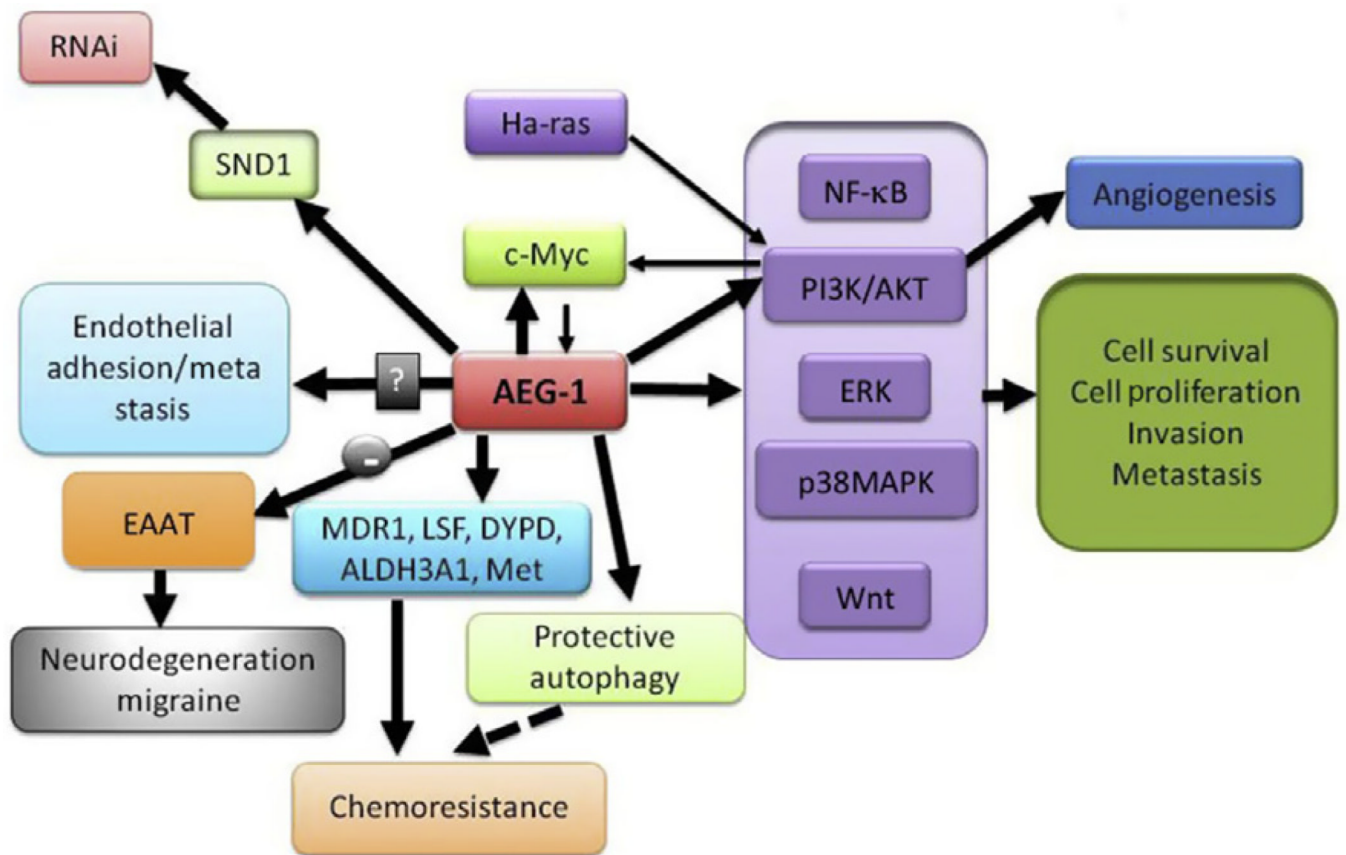 RNAi
SND1
Ha-ras
c-Myc
NF-κB
PI3K/AKT
ERK
p38MAPK
Wnt
Angiogenesis
Cell survival
Cell proliferation
Invasion
Metastasis
Endothelial
adhesion/meta
stasis
?
AEG-1
-
EAAT
MDR1, LSF, DYPD,
ALDH3A1, Met
Neurodegeneration
migraine
Protective
autophagy
Chemoresistance